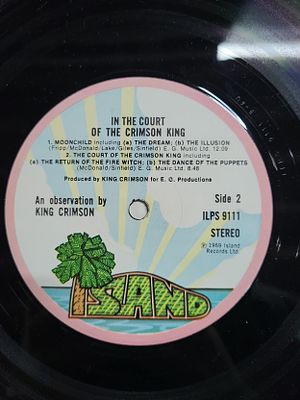 IN THE COURT
OF THE CRIMSON KING
1. MOONCHILD including (a) THE DREAM; (b) THE ILLUSION
(Fripp/McDonald/Lake/Giles/Sinfield) E. G. Music Ltd. 12.09
2. THE COURT OF THE CRIMSON KING including
(a) THE RETURN OF THE FIRE WITCH; (b) THE DANCE OF THE PUPPETS
(McDonald/Sinfield) E. G. Music Ltd. 8.48
Produced by KING CRIMSON for E. G. Productions
An observation by
KING CRIMSON
Side 2
ILPS 9111
STEREO
℗ 1969 Island
Records Ltd.
ISLAND